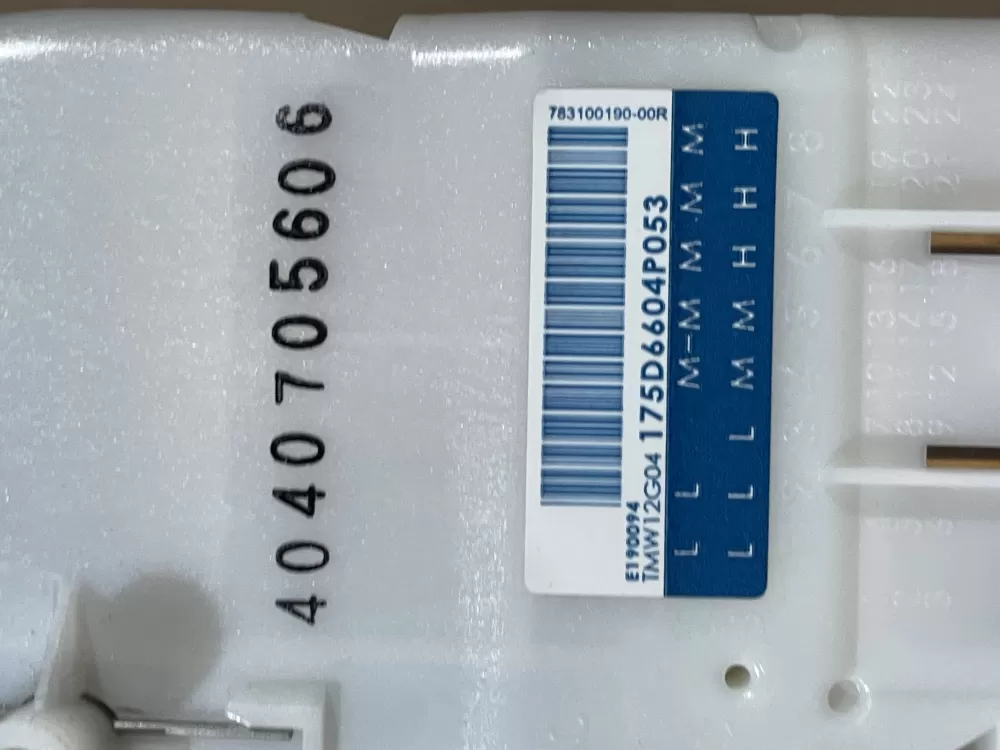 4040705606
783100190-00R
E190094
TMW12G04 175D6604P053
L L M-M M M M
L L L M M H H H